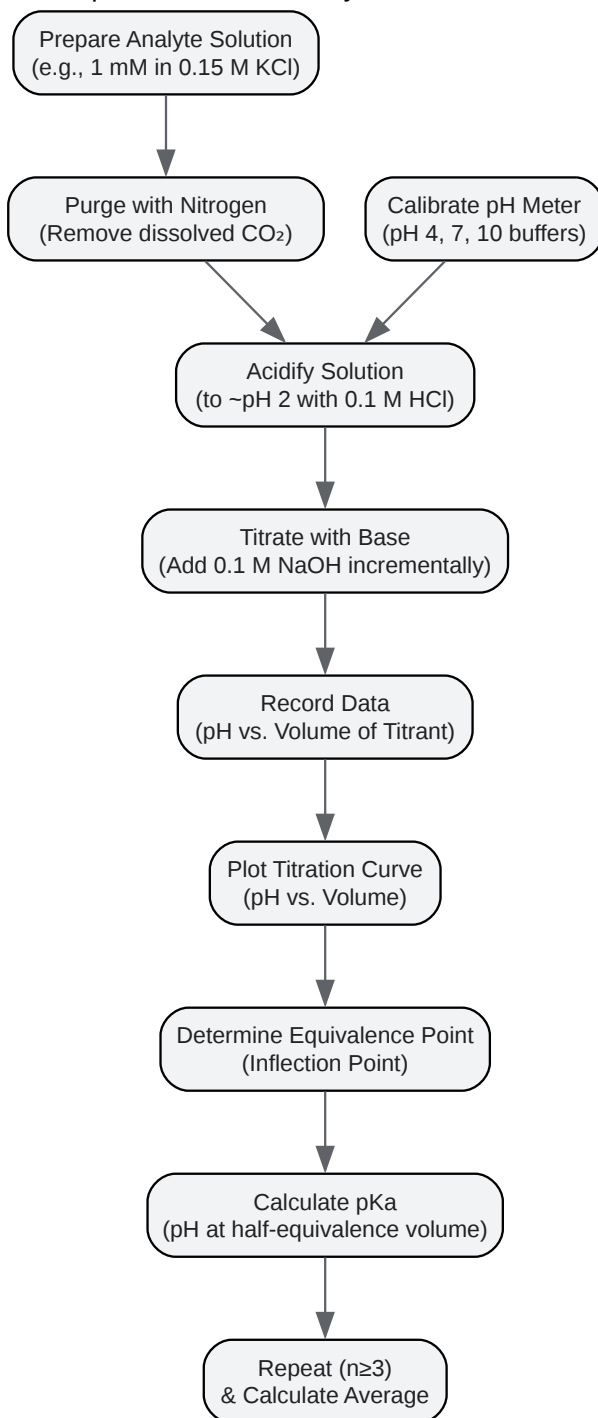 Prepare Analyte Solution
(e.g., 1 mM in 0.15 M KCl)
Purge with Nitrogen
(Remove dissolved CO₂)
Calibrate pH Meter
(pH 4, 7, 10 buffers)
Acidify Solution
(to ~pH 2 with 0.1 M HCl)
Titrate with Base
(Add 0.1 M NaOH incrementally)
Record Data
(pH vs. Volume of Titrant)
Plot Titration Curve
(pH vs. Volume)
Determine Equivalence Point
(Inflection Point)
Calculate pKa
(pH at half-equivalence volume)
Repeat (n≥3)
& Calculate Average